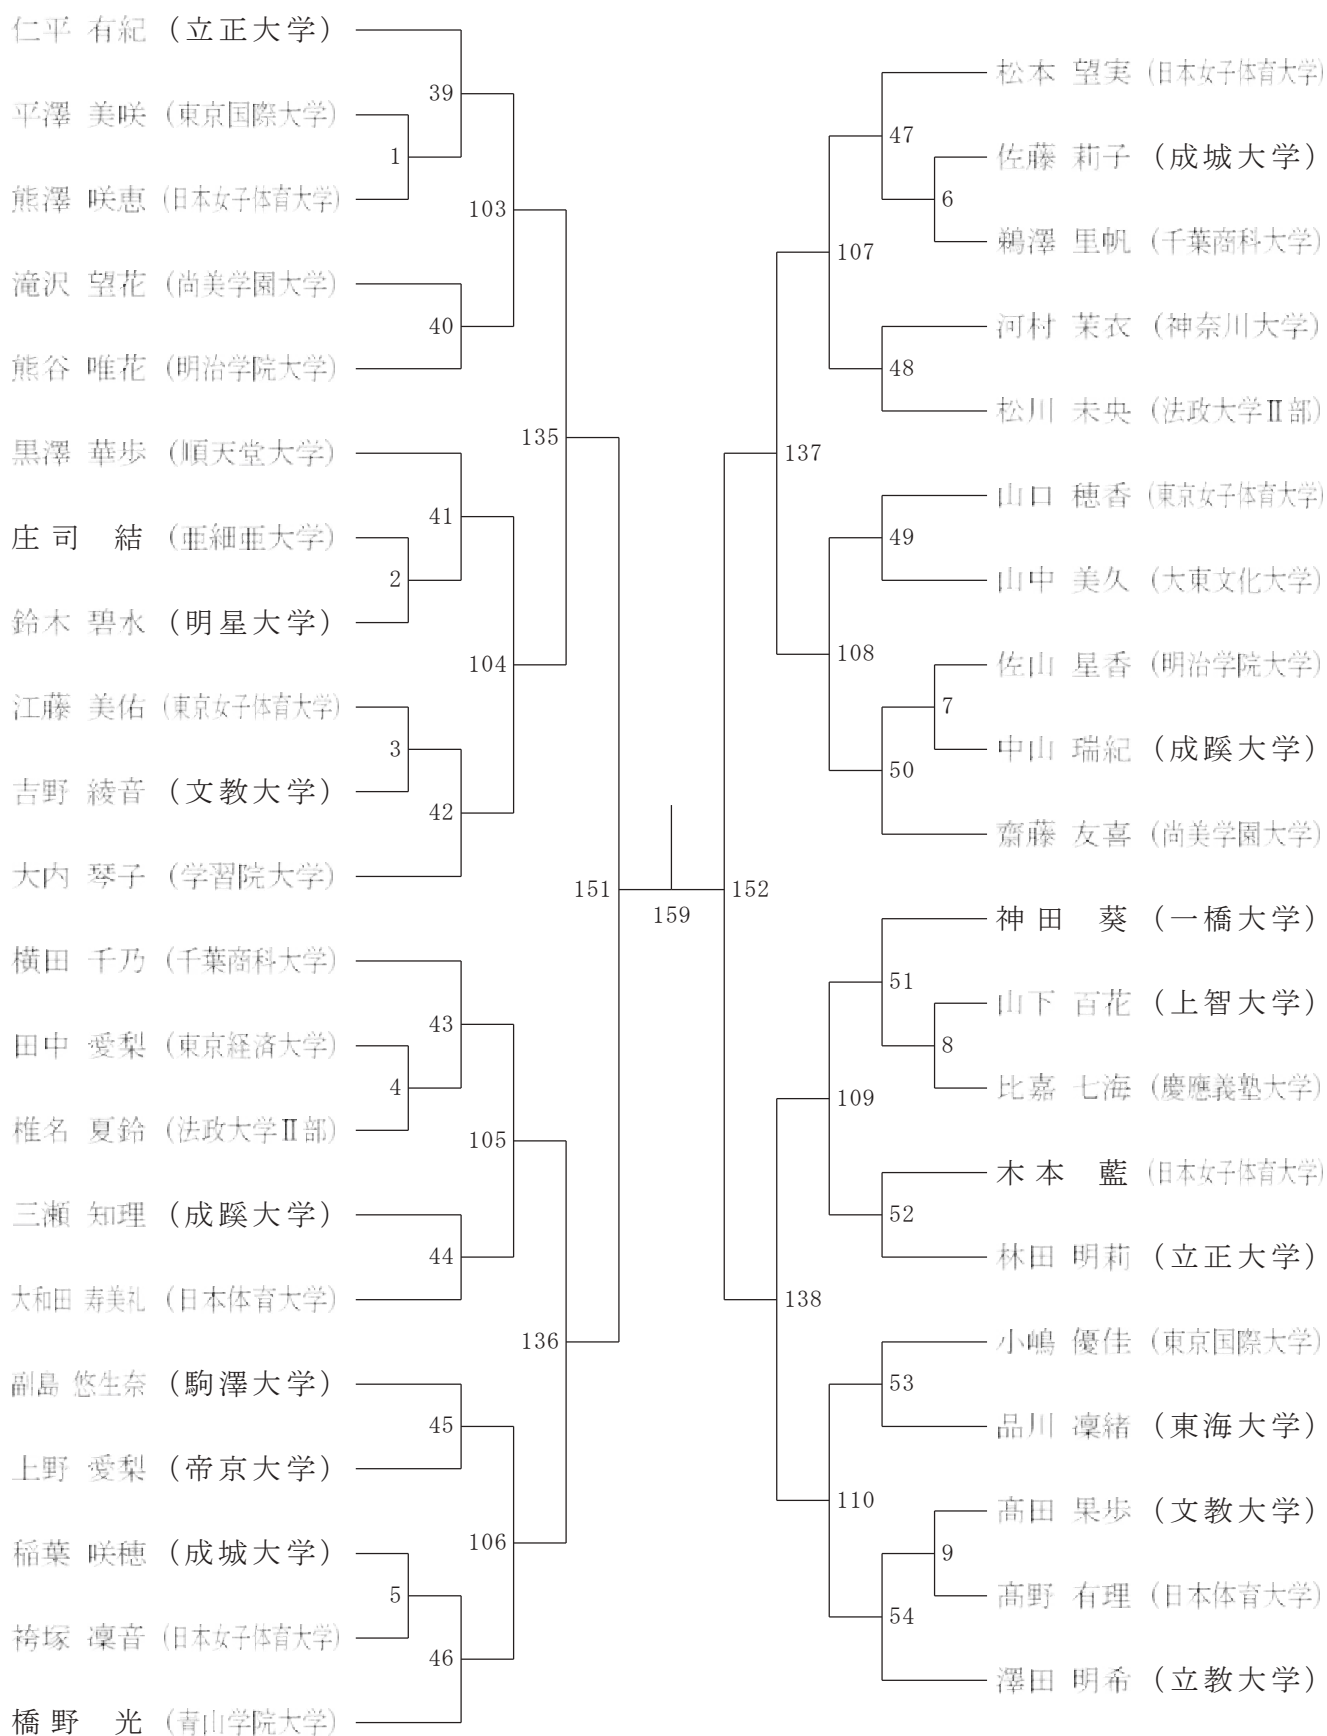 仁平 有紀 (立正大学)
平澤 美咲 (東京国際大学)
熊澤 咲恵 (日本女子体育大学)
滝沢 望花 (尚美学園大学)
熊谷 唯花 (明治学院大学)
黒澤 華歩 (順天堂大学)
庄司 結 (亜細亜大学)
鈴木 碧水 (明星大学)
江藤 美佑 (東京女子体育大学)
吉野 綾音 (文教大学)
大内 琴子 (学習院大学)
横田 千乃 (千葉商科大学)
田中 愛梨 (東京経済大学)
椎名 夏鈴 (法政大学Ⅱ部)
三瀬 知理 (成蹊大学)
大和田 寿美礼 (日本体育大学)
副島 悠生奈 (駒澤大学)
上野 愛梨 (帝京大学)
稲葉 咲穂 (成城大学)
袴塚 凜音 (日本女子体育大学)
橋野 光 (青山学院大学)
1
2
3
4
5
39
40
41
42
43
44
45
46
103
104
105
106
135
136
151
159
152
137
138
107
108
109
110
47
48
49
50
51
52
53
54
6
7
8
9
松本 望実 (日本女子体育大学)
佐藤 莉子 (成城大学)
鵜澤 里帆 (千葉商科大学)
河村 茉衣 (神奈川大学)
松川 未央 (法政大学Ⅱ部)
山口 穂香 (東京女子体育大学)
山中 美久 (大東文化大学)
佐山 星香 (明治学院大学)
中山 瑞紀 (成蹊大学)
齋藤 友喜 (尚美学園大学)
神田 葵 (一橋大学)
山下 百花 (上智大学)
比嘉 七海 (慶應義塾大学)
木本 藍 (日本女子体育大学)
林田 明莉 (立正大学)
小嶋 優佳 (東京国際大学)
品川 凜緒 (東海大学)
髙田 果歩 (文教大学)
髙野 有理 (日本体育大学)
澤田 明希 (立教大学)